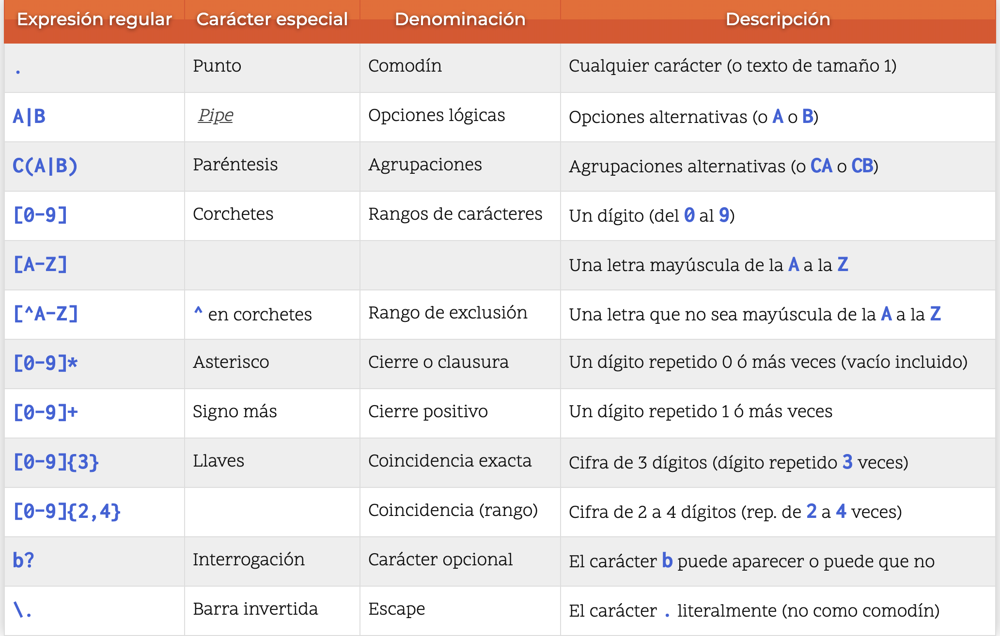 Expresión regular Carácter especial Denominación Descripción
. Punto Comodín Cualquier carácter (o texto de tamaño 1)
A|B Pipe Opciones lógicas Opciones alternativas (o A o B)
C(A|B) Paréntesis Agrupaciones Agrupaciones alternativas (o CA o CB)
[0-9] Corchetes Rangos de carácteres Un dígito (del 0 al 9)
[A-Z] Una letra mayúscula de la A a la Z
[^A-Z] ^ en corchetes Rango de exclusión Una letra que no sea mayúscula de la A a la Z
[0-9]* Asterisco Cierre o clausura Un dígito repetido 0 ó más veces (vacío incluido)
[0-9]+ Signo más Cierre positivo Un dígito repetido 1 ó más veces
[0-9]{3} Llaves Coincidencia exacta Cifra de 3 dígitos (dígito repetido 3 veces)
[0-9]{2,4} Coincidencia (rango) Cifra de 2 a 4 dígitos (rep. de 2 a 4 veces)
b? Interrogación Carácter opcional El carácter b puede aparecer o puede que no
\. Barra invertida Escape El carácter . literalmente (no como comodín)